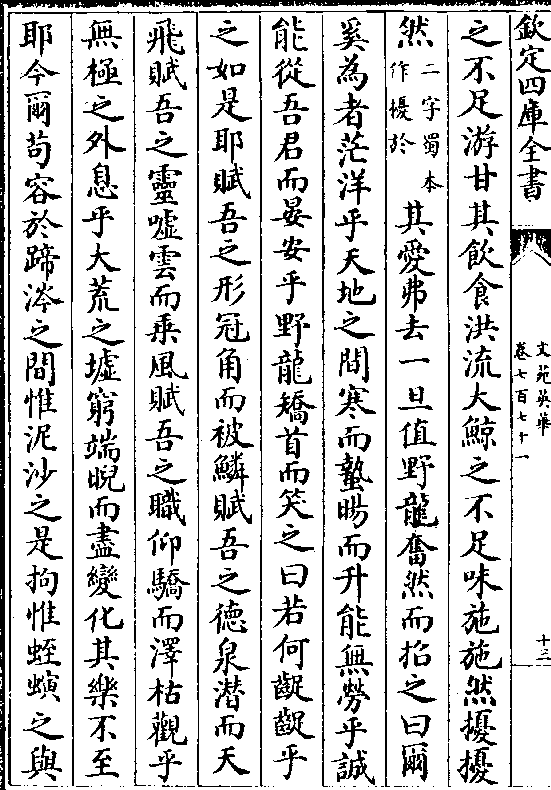 欽定四庫全書
文苑英華
卷七百七十一
十三
之不足游甘其飲食洪流大鯨之不足味施施然擾擾
然二字蜀本作擾於其愛弗去一旦值野龍奮然而招之曰爾
奚為者茫洋乎天地之間寒而蟄暘而升能無勞乎誠
能從吾君而晏安乎野龍矯首而笑之曰若何齪齪乎
之如是耶賦吾之形冠角而被鱗賦吾之德泉潛而天
飛賦吾之靈噓雲而乘風賦吾之職仰驕而澤枯觀乎
無極之外息乎大荒之墟窮端睨而盡變化其樂不至
耶今爾苟容於蹄涔之間惟泥沙之是拘惟蛭螾之與